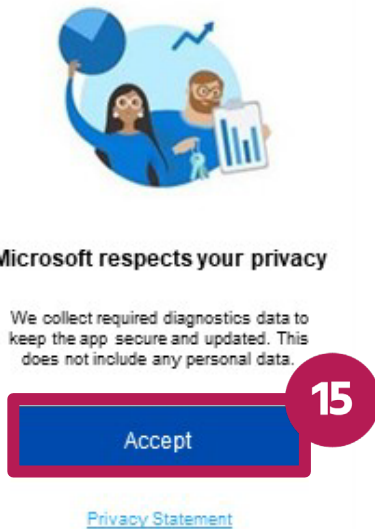 Microsoft respects your privacy
We collect required diagnostics data to
keep the app secure and updated. This
does not include any personal data.
15
Accept
Privacy Statement